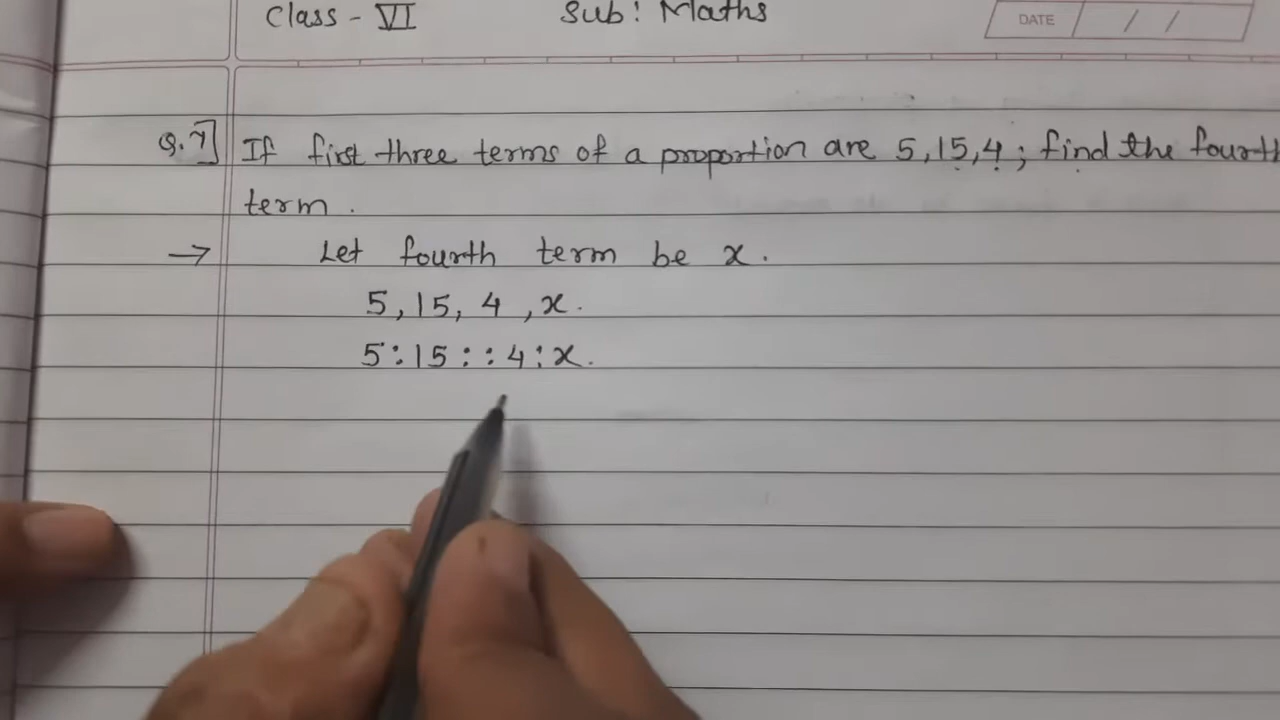 Class - VI Sub: Maths DATE / /
Q.7] If first three terms of a proportion are 5, 15, 4; find the fourth
term.
→ Let fourth term be x.
5, 15, 4, x.
5:15::4:x.